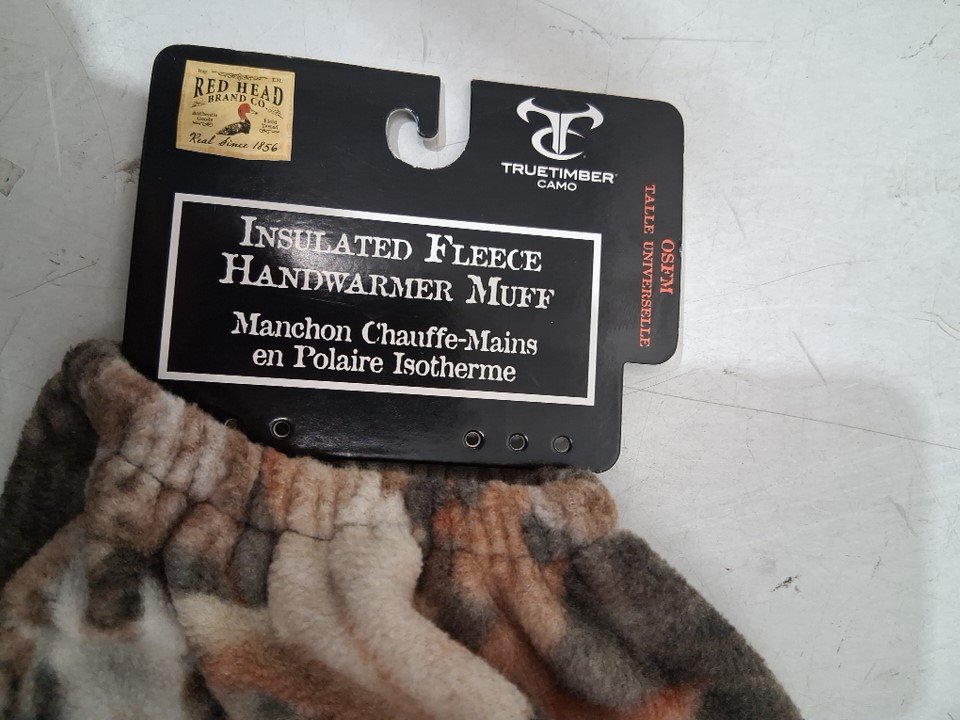 RED HEAD
BRAND CO.
Real Since 1856
TRUETIMBER
CAMO
OSFM
TALLE UNIVERSELLE
INSULATED FLEECE
HANDWARMER MUFF
Manchon Chauffe-Mains
en Polaire Isotherme